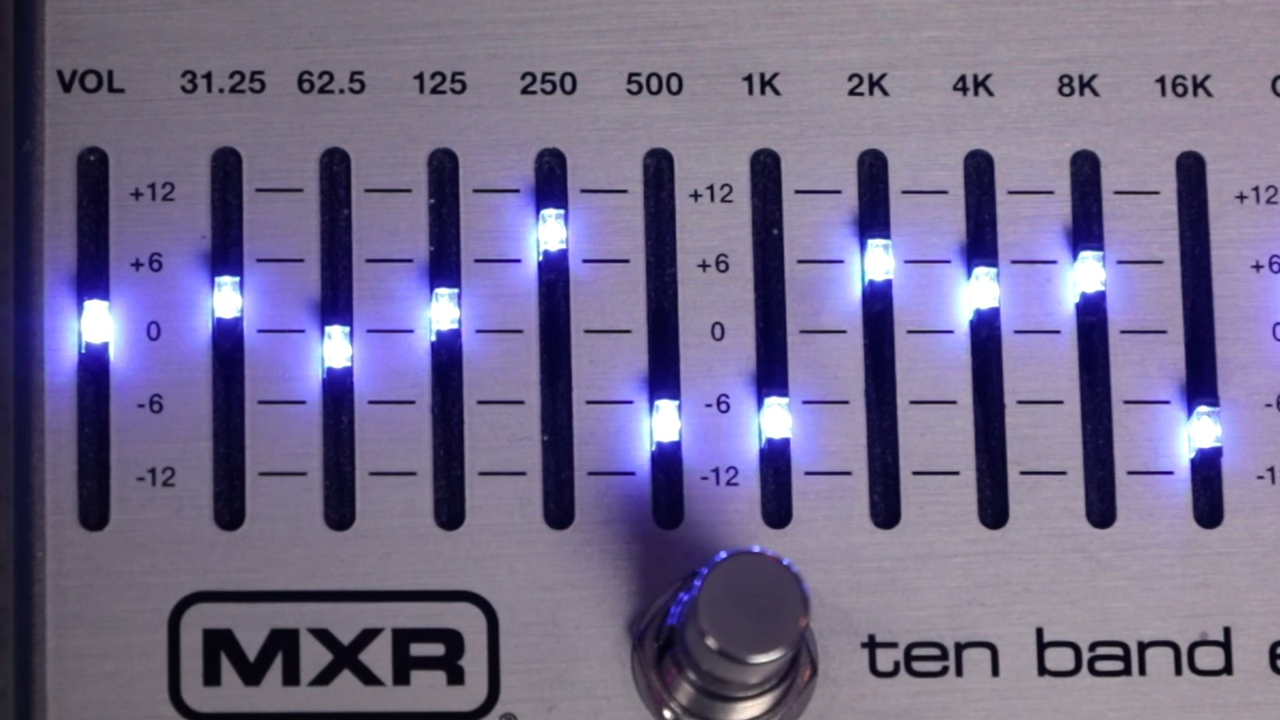 VOL 31.25 62.5 125 250 500 1K 2K 4K 8K 16K
+12 +12 +12
+6 +6 +6
0 0
-6 -6
-12 -12
MXR
ten band